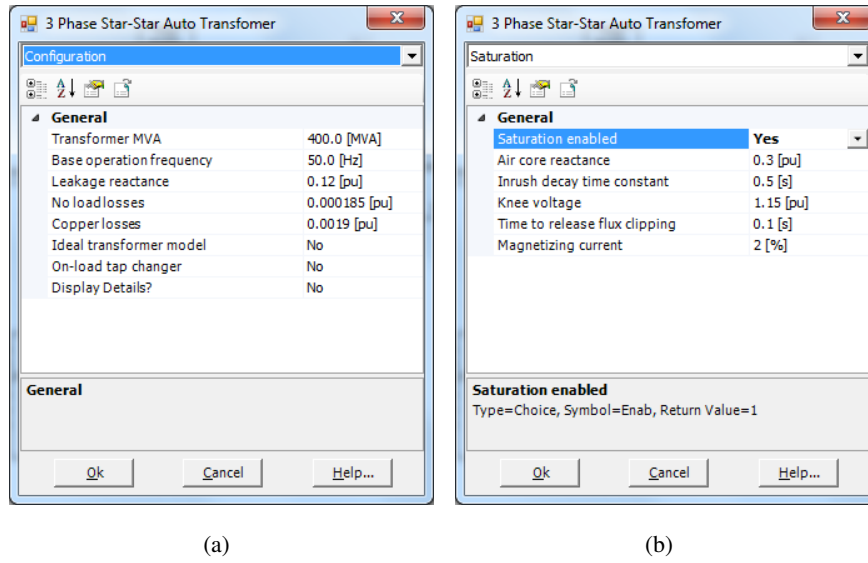 3 Phase Star-Star Auto Transfomer
Configuration
General
Transformer MVA 400.0 [MVA]
Base operation frequency 50.0 [Hz]
Leakage reactance 0.12 [pu]
No load losses 0.000185 [pu]
Copper losses 0.0019 [pu]
Ideal transformer model No
On-load tap changer No
Display Details? No
General
Ok Cancel Help...
(a)
3 Phase Star-Star Auto Transfomer
Saturation
General
Saturation enabled Yes
Air core reactance 0.3 [pu]
Inrush decay time constant 0.5 [s]
Knee voltage 1.15 [pu]
Time to release flux clipping 0.1 [s]
Magnetizing current 2 [%]
Saturation enabled
Type=Choice, Symbol=Enab, Return Value=1
Ok Cancel Help...
(b)